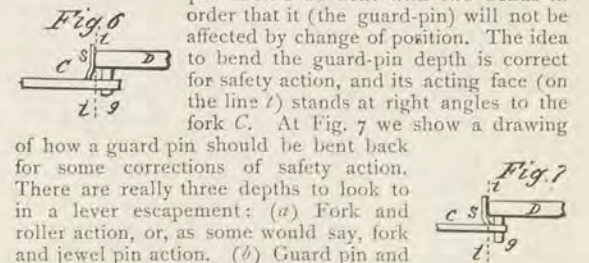 Fig. 6
t
S
D
C
t
g
order that it (the guard-pin) will not be
affected by change of position. The idea
to bend the guard-pin depth is correct
for safety action, and its acting face (on
the line t) stands at right angles to the
fork C. At Fig. 7 we show a drawing
of how a guard pin should be bent back
for some corrections of safety action.
There are really three depths to look to
in a lever escapement: (a) Fork and
roller action, or, as some would say, fork
and jewel pin action. (b) Guard pin and
Fig. 7
t
C S
D
g
t